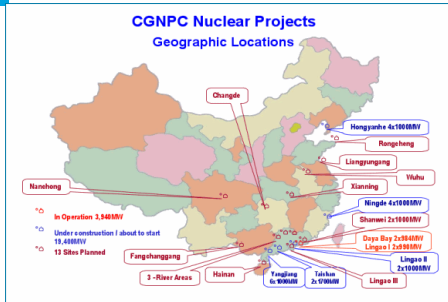 CGNPC Nuclear Projects
Geographic Locations
Changde
Hongyanhe 4x1000MW
Rongcheng
Liangyungang
Wuhu
Nanchong
Xianning
Ningde 4x1000MW
Shanwei 2x1000MW
In Operation 3,940MW
Under construction / about to start
19,400MW
13 Sites Planned
Daya Bay 2x984MW
Lingao I 2x990MW
Fangchenggang
Lingao II
2x1000MW
3 -River Areas
Hainan
Yangjiang
6x1000MW
Taishan
2x1700MW
Lingao III